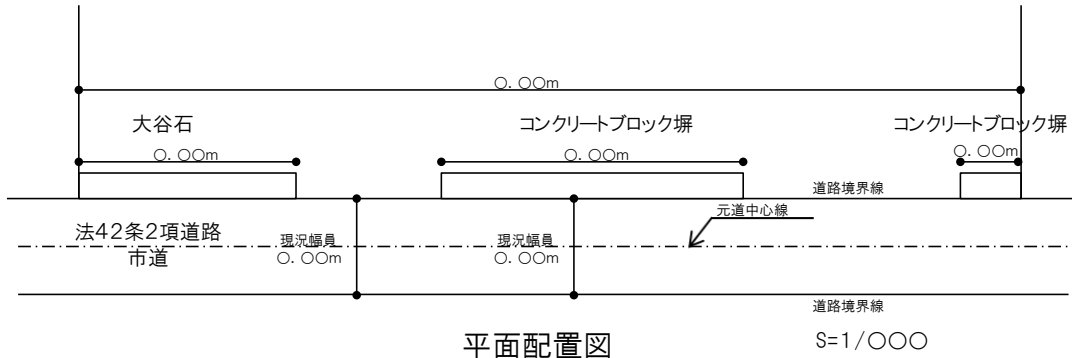 〇.〇〇m
大谷石
コンクリートブロック塀
コンクリートブロック塀
〇.〇〇m
〇.〇〇m
〇.〇〇m
道路境界線
元道中心線
法42条2項道路
市道
現況幅員
〇.〇〇m
現況幅員
〇.〇〇m
道路境界線
平面配置図
S=1/〇〇〇